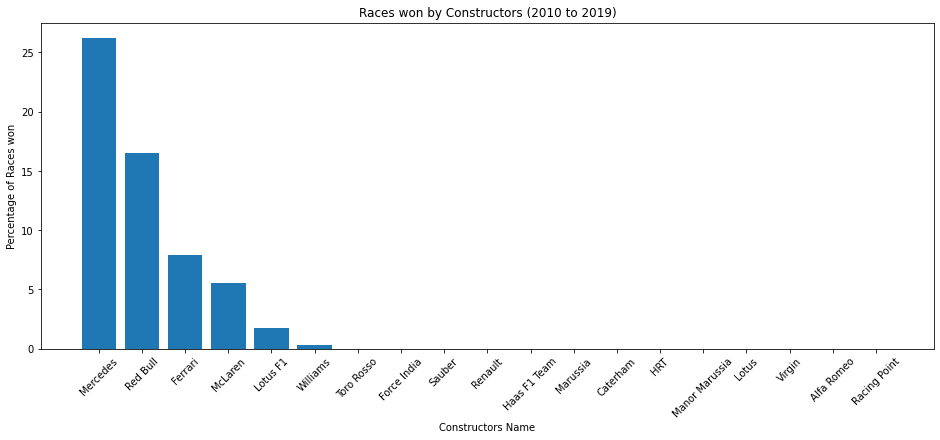 Races won by Constructors (2010 to 2019)
Percentage of Races won
25
20
15
10
5
0
Mercedes
Red Bull
Ferrari
McLaren
Lotus F1
Williams
Toro Rosso
Force India
Sauber
Renault
Haas F1 Team
Marussia
Caterham
HRT
Manor Marussia
Lotus
Virgin
Alfa Romeo
Racing Point
Constructors Name